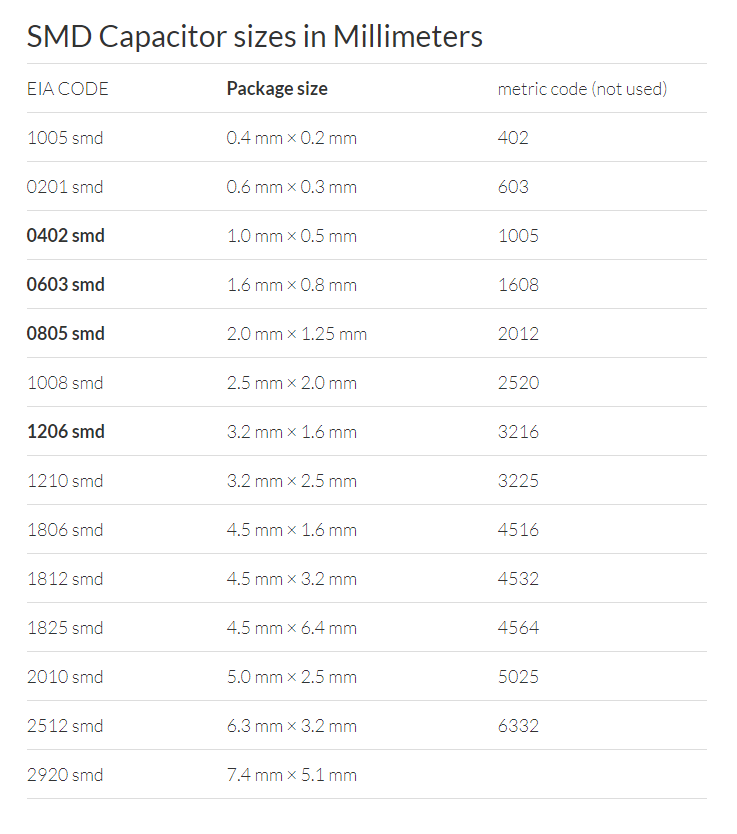 SMD Capacitor sizes in Millimeters
EIA CODE Package size metric code (not used)
1005 smd 0.4 mm × 0.2 mm 402
0201 smd 0.6 mm × 0.3 mm 603
0402 smd 1.0 mm × 0.5 mm 1005
0603 smd 1.6 mm × 0.8 mm 1608
0805 smd 2.0 mm × 1.25 mm 2012
1008 smd 2.5 mm × 2.0 mm 2520
1206 smd 3.2 mm × 1.6 mm 3216
1210 smd 3.2 mm × 2.5 mm 3225
1806 smd 4.5 mm × 1.6 mm 4516
1812 smd 4.5 mm × 3.2 mm 4532
1825 smd 4.5 mm × 6.4 mm 4564
2010 smd 5.0 mm × 2.5 mm 5025
2512 smd 6.3 mm × 3.2 mm 6332
2920 smd 7.4 mm × 5.1 mm